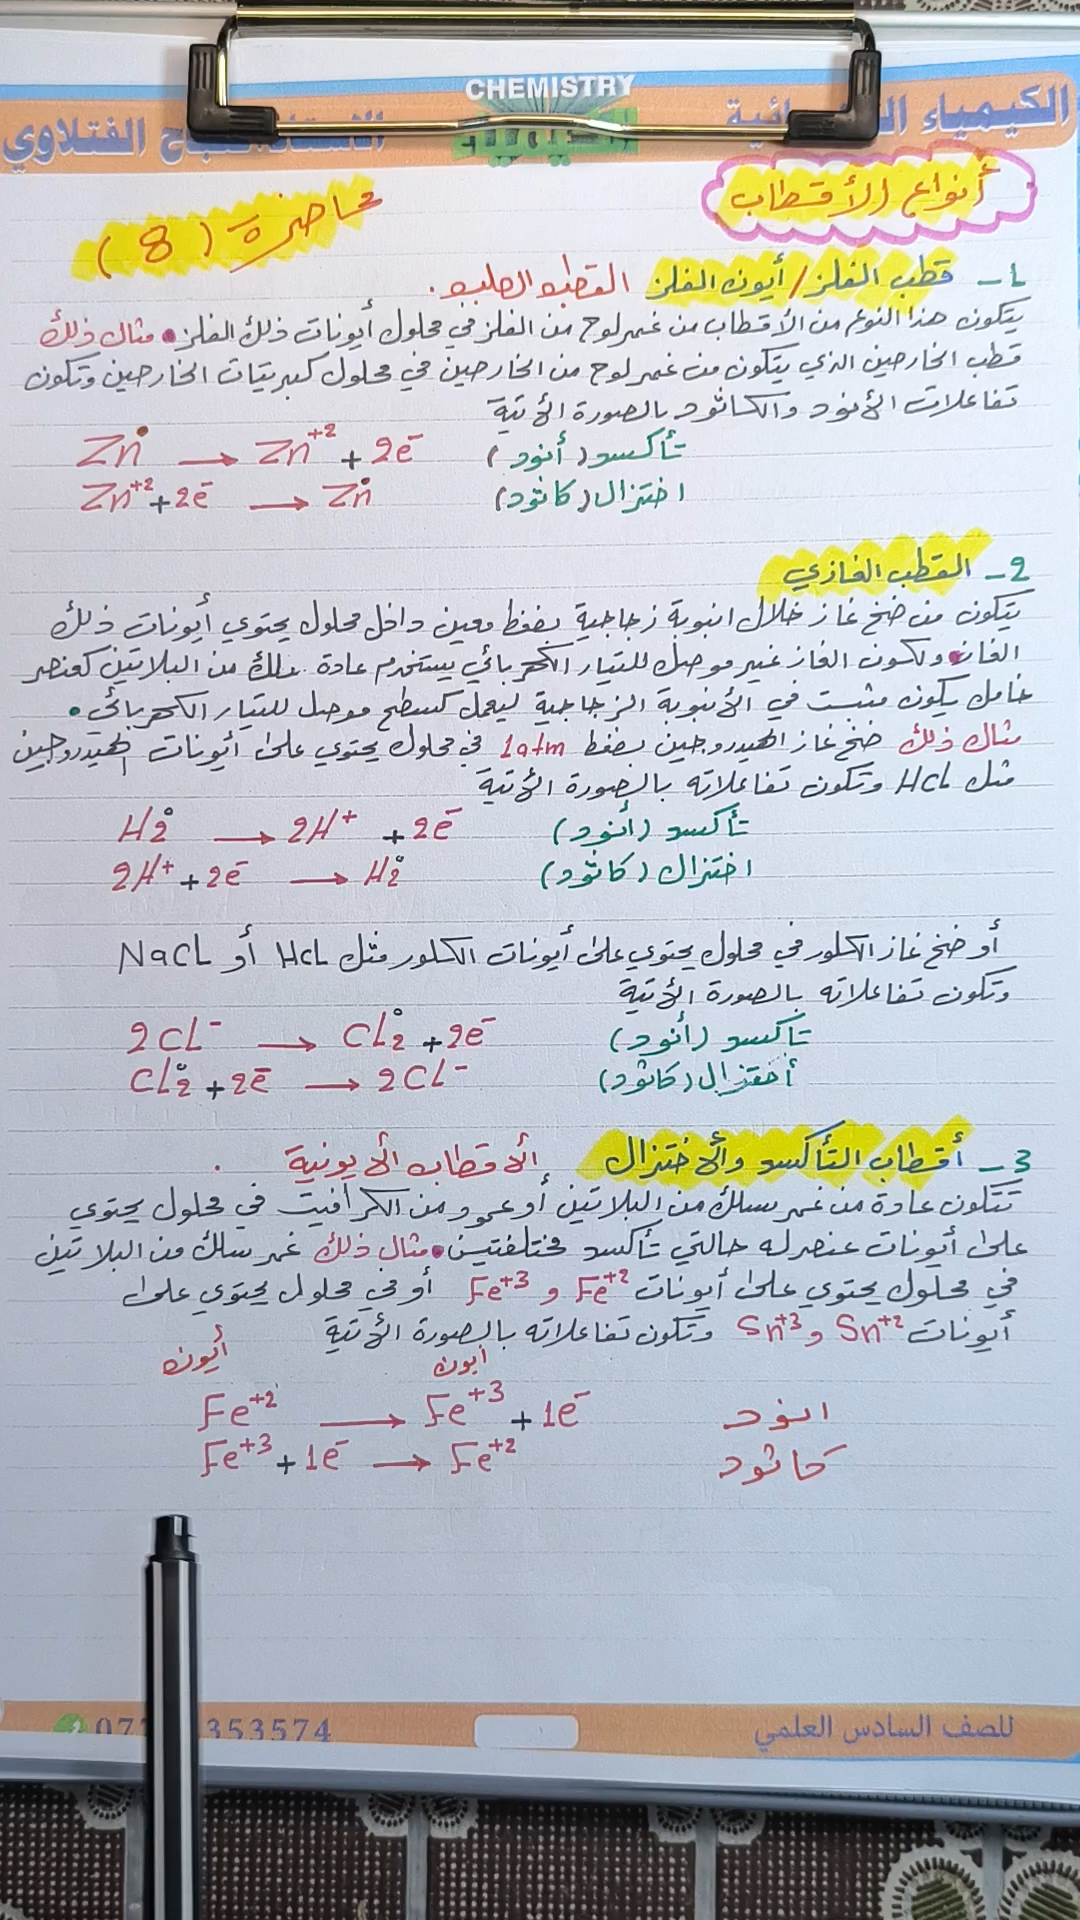 CHEMISTRY
الكيمياء
الفتلاوي
أنواع الأقطاب
محاضرة (8)
1- قطب الفلز/أيون الفلز القطب الصلب.
يتكون هذا النوع من الأقطاب من غمر لوح من الفلز في محلول أيونات ذلك الفلز. مثال ذلك
قطب الخارصين الذي يتكون من غمر لوح من الخارصين في محلول كبريتات الخارصين وتكون
تفاعلات الأنود والكاثود بالصورة الأتية
Zn° → Zn+2 + 2e- تأكسد (أنود)
Zn+2 + 2e- → Zn° اختزال (كاثود)
2- القطب الغازي
يتكون من ضخ غاز خلال انبوبة زجاجية بضغط معين داخل محلول يحتوي أيونات ذلك
الغاز. ولكون الغاز غير موصل للتيار الكهربائي يستخدم عادة سلك من البلاتين كعنصر
خامل يكون مثبت في الأنبوبة الزجاجية ليعمل كسطح موصل للتيار الكهربائي.
مثال ذلك ضخ غاز الهيدروجين بضغط 1atm في محلول يحتوي على أيونات الهيدروجين
مثل HCL وتكون تفاعلاته بالصورة الأتية
H2° → 2H+ + 2e- تأكسد (أنود)
2H+ + 2e- → H2° اختزال (كاثود)
أو ضخ غاز الكلور في محلول يحتوي على أيونات الكلور مثل HCL أو NaCL
وتكون تفاعلاته بالصورة الأتية
2CL- → CL2° + 2e- تأكسد (أنود)
CL2° + 2e- → 2CL- أختزال (كاثود)
3- أقطاب التأكسد والأختزال الأقطاب الأيونية.
تتكون عادة من غمر سلك من البلاتين أو عمود من الكرافيت في محلول يحتوي
على أيونات عنصر له حالتي تأكسد مختلفتين. مثال ذلك غمر سلك من البلاتين
في محلول يحتوي على أيونات Fe+2 و Fe+3 أو في محلول يحتوي على
أيونات Sn+2 و Sn+3 وتكون تفاعلاته بالصورة الأتية
أيون أيون
Fe+2 → Fe+3 + 1e- انود
Fe+3 + 1e- → Fe+2 كاثود
للصف السادس العلمي
353574